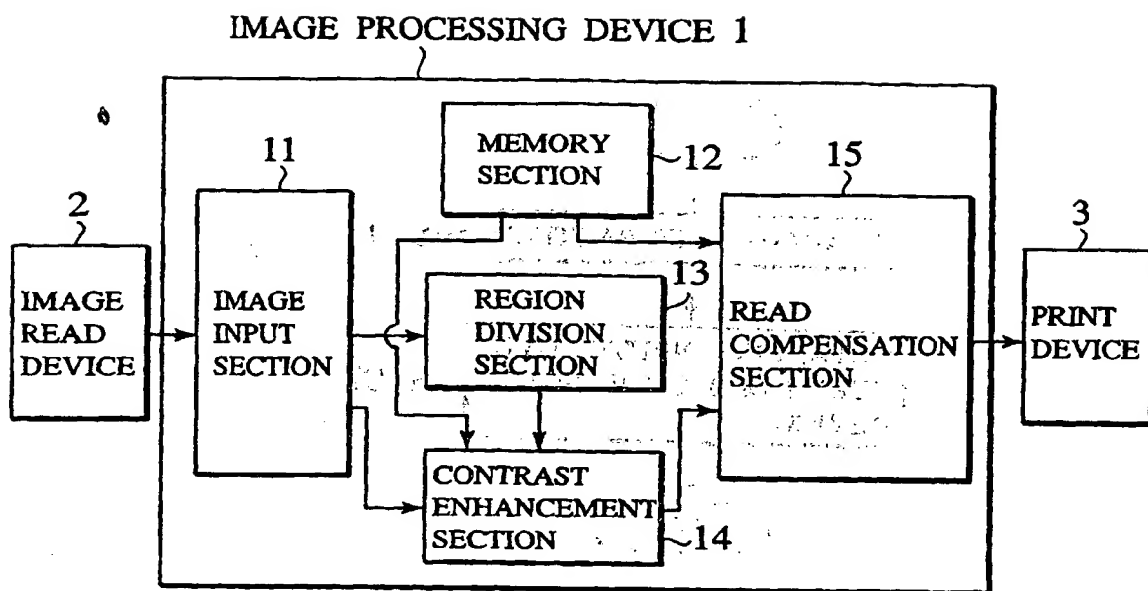 IMAGE PROCESSING DEVICE 1
2
IMAGE
READ
DEVICE
11
IMAGE
INPUT
SECTION
MEMORY
SECTION
12
REGION
DIVISION
SECTION
13
CONTRAST
ENHANCEMENT
SECTION
14
15
READ
COMPENSATION
SECTION
3
PRINT
DEVICE